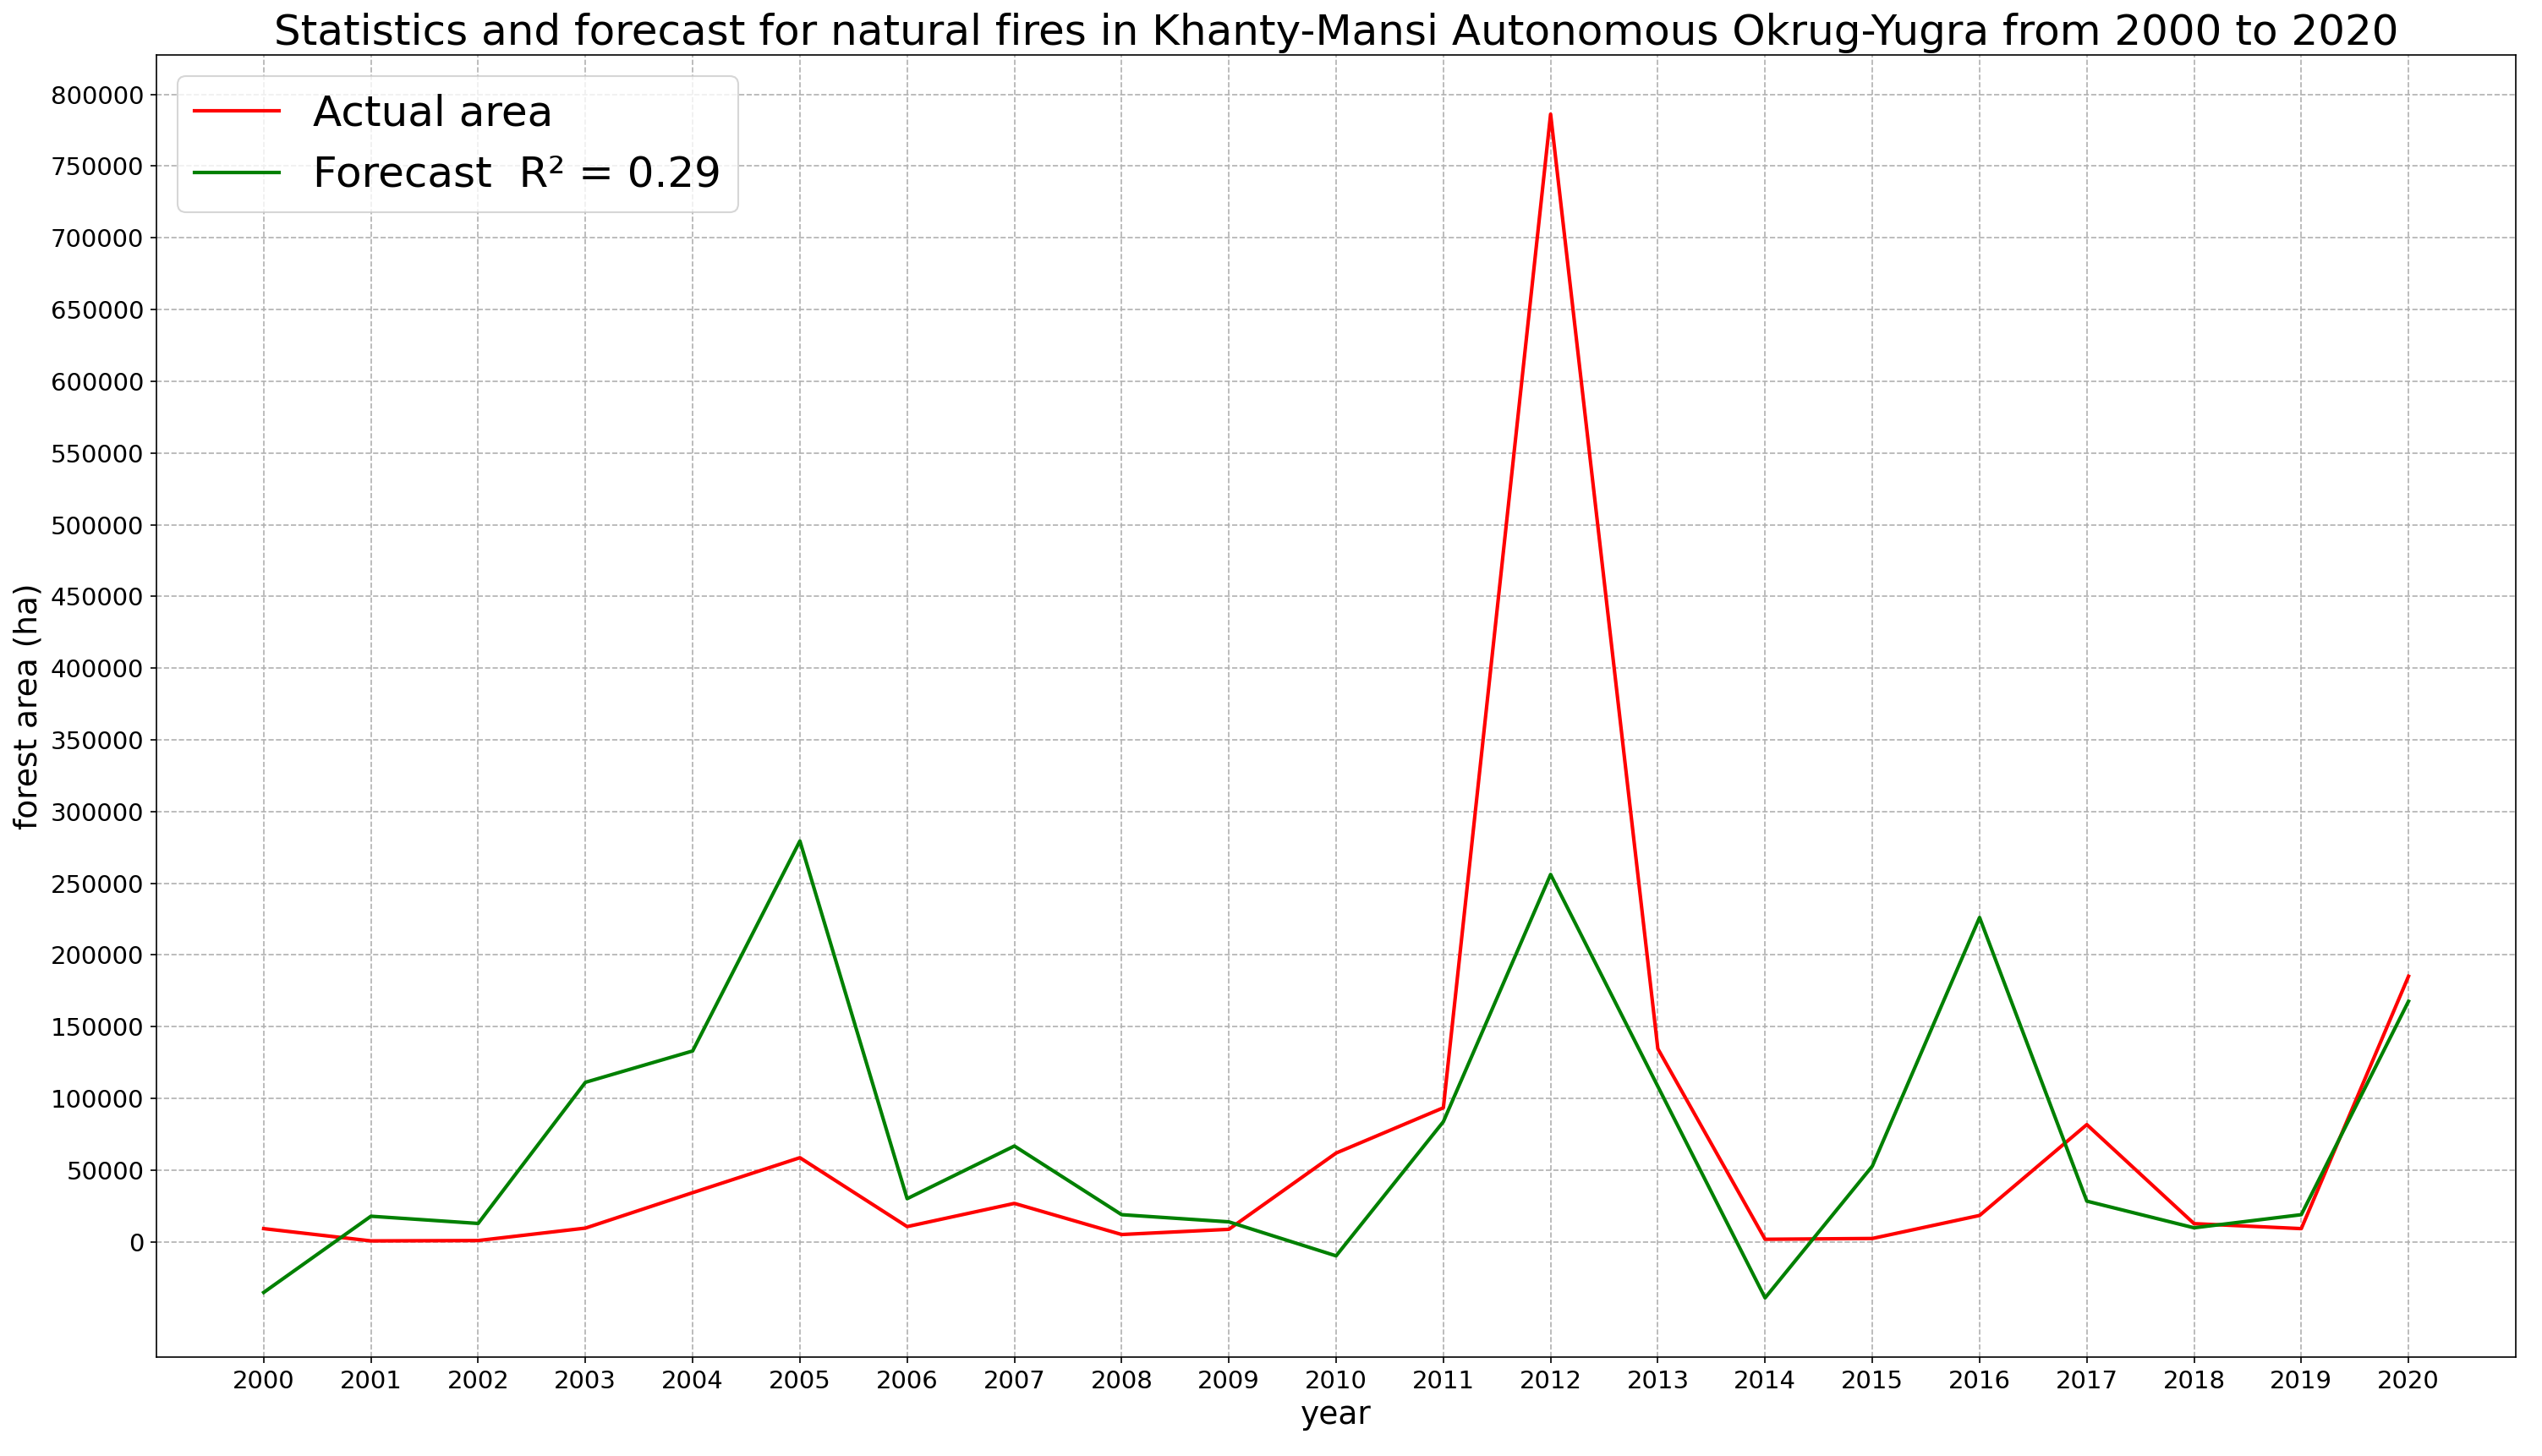 Statistics and forecast for natural fires in Khanty-Mansi Autonomous Okrug-Yugra from 2000 to 2020
Actual area
Forecast  R² = 0.29
800000
750000
700000
650000
600000
550000
500000
450000
400000
350000
300000
250000
200000
150000
100000
50000
0
forest area (ha)
2000 2001 2002 2003 2004 2005 2006 2007 2008 2009 2010 2011 2012 2013 2014 2015 2016 2017 2018 2019 2020
year